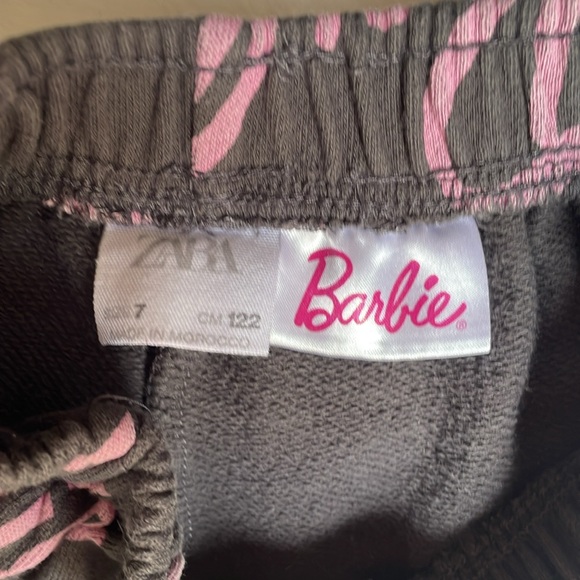 ZARA
SIZE 7 CM 122
MADE IN MOROCCO
Barbie®